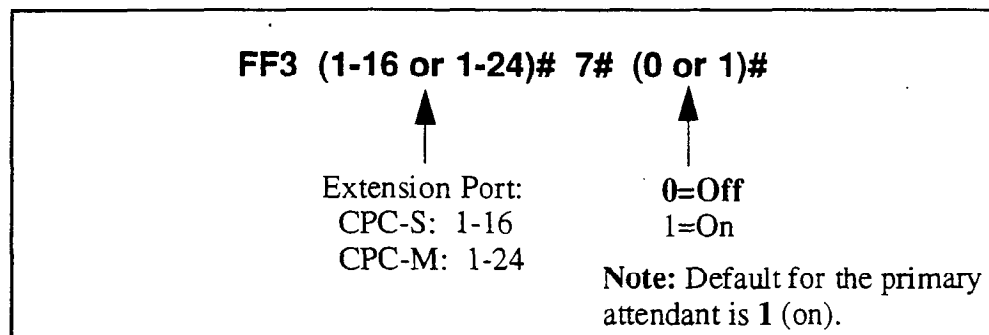 FF3 (1-16 or 1-24)# 7# (0 or 1)#
Extension Port:
CPC-S: 1-16
CPC-M: 1-24
0=Off
1=On
Note: Default for the primary
attendant is 1 (on).